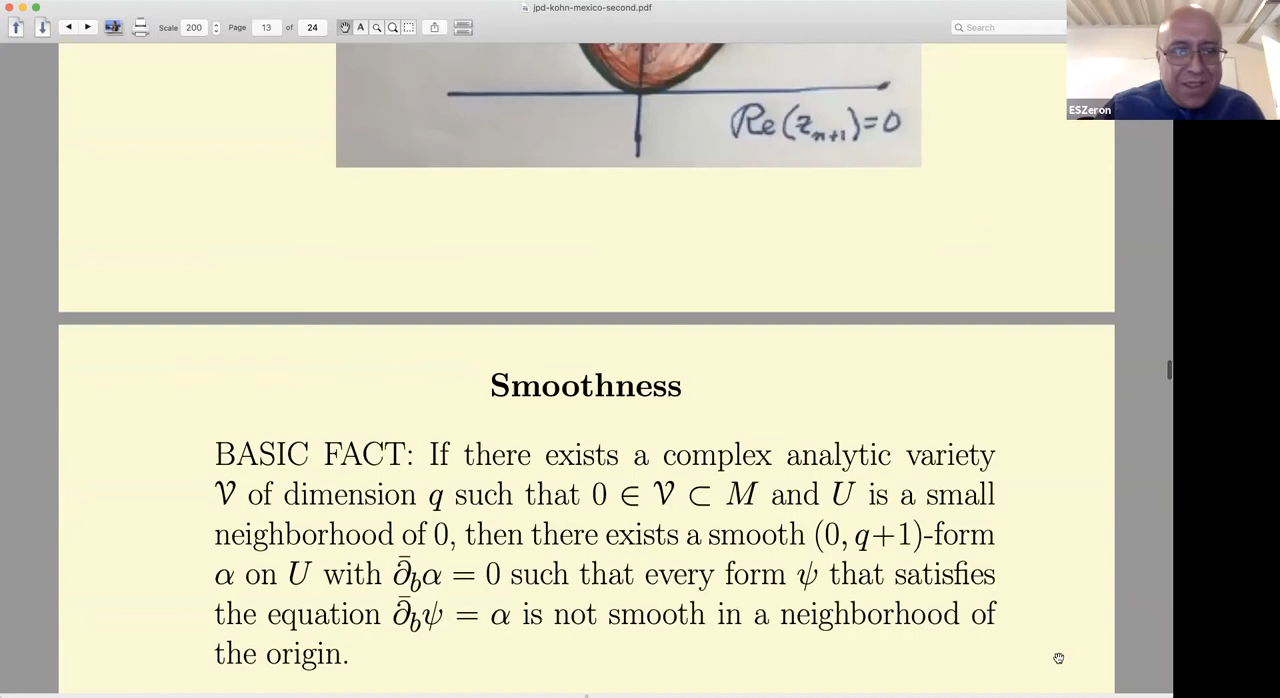 jpd-kohn-mexico-second.pdf
Scale 200 Page 13 of 24 A Search
ESZeron
Re(z_{n+1})=0
Smoothness
BASIC FACT: If there exists a complex analytic variety
𝒱 of dimension q such that 0 ∈ 𝒱 ⊂ M and U is a small
neighborhood of 0, then there exists a smooth (0, q+1)-form
α on U with ∂̄_bα = 0 such that every form ψ that satisfies
the equation ∂̄_bψ = α is not smooth in a neighborhood of
the origin.